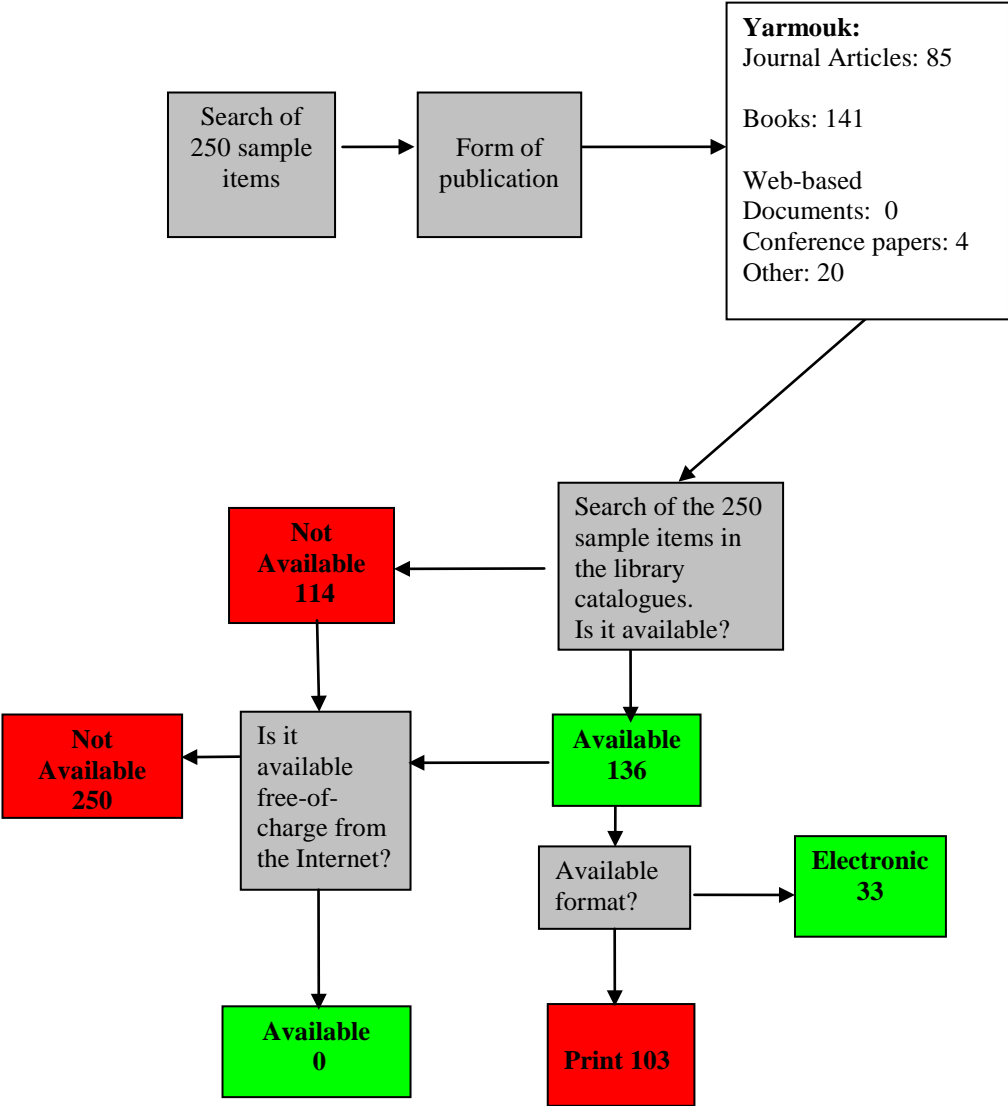 Search of
250 sample
items
Form of
publication
Yarmouk:
Journal Articles: 85
Books: 141
Web-based
Documents:  0
Conference papers: 4
Other: 20
Search of the 250
sample items in
the library
catalogues.
Is it available?
Not
Available
114
Not
Available
250
Is it
available
free-of-
charge from
the Internet?
Available
136
Available
format?
Electronic
33
Available
0
Print 103